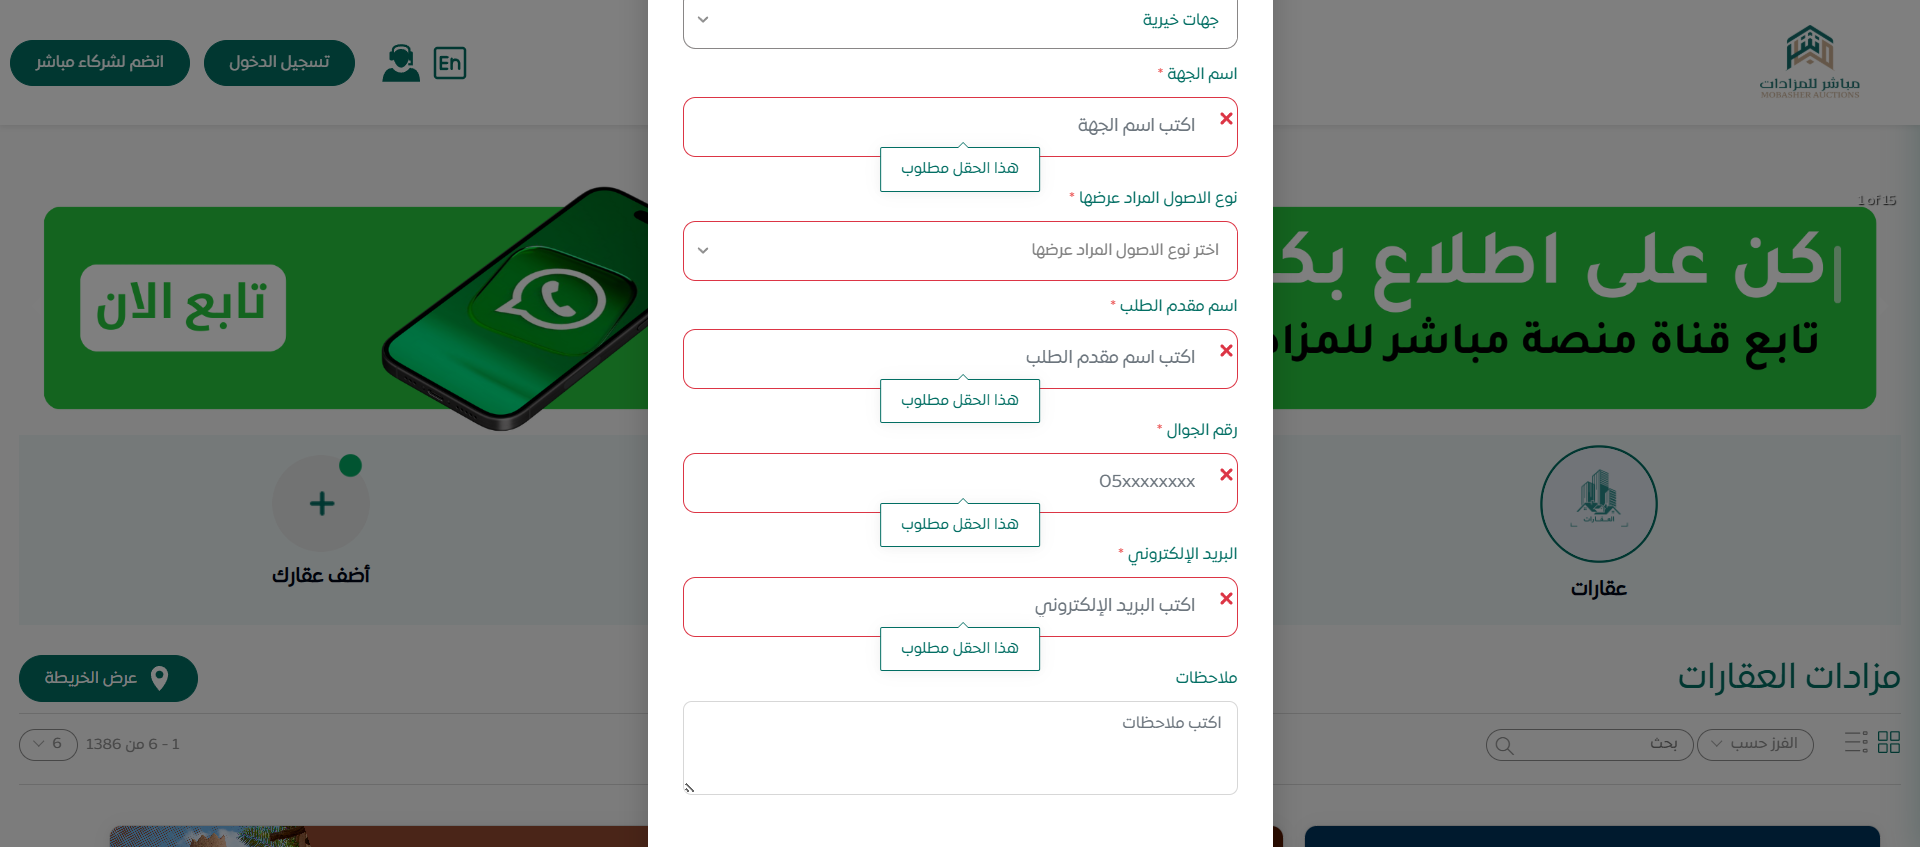 En
تسجيل الدخول
انضم لشركاء مباشر
مباشر للمزادات
MOBASHER AUCTIONS
جهات خيرية
اسم الجهة *
اكتب اسم الجهة
هذا الحقل مطلوب
نوع الاصول المراد عرضها *
اختر نوع الاصول المراد عرضها
اسم مقدم الطلب *
اكتب اسم مقدم الطلب
هذا الحقل مطلوب
رقم الجوال *
05xxxxxxxx
هذا الحقل مطلوب
البريد الإلكتروني *
اكتب البريد الإلكتروني
هذا الحقل مطلوب
ملاحظات
اكتب ملاحظات
1 of 15
كن على اطلاع
تابع قناة منصة مباشر
تابع الان
العقارات
عقارات
أضف عقارك
مزادات العقارات
عرض الخريطة
الفرز حسب
بحث
1 - 6 من 1386
6